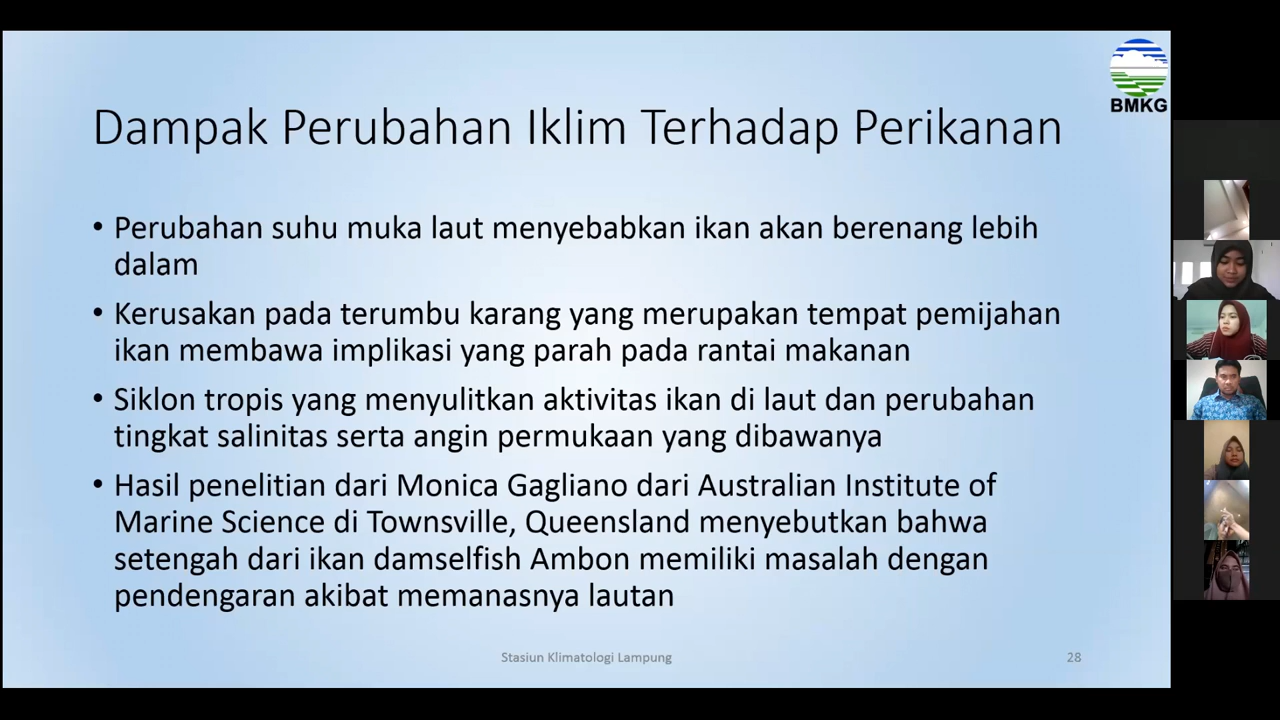 BMKG
Dampak Perubahan Iklim Terhadap Perikanan
• Perubahan suhu muka laut menyebabkan ikan akan berenang lebih
dalam
• Kerusakan pada terumbu karang yang merupakan tempat pemijahan
ikan membawa implikasi yang parah pada rantai makanan
• Siklon tropis yang menyulitkan aktivitas ikan di laut dan perubahan
tingkat salinitas serta angin permukaan yang dibawanya
• Hasil penelitian dari Monica Gagliano dari Australian Institute of
Marine Science di Townsville, Queensland menyebutkan bahwa
setengah dari ikan damselfish Ambon memiliki masalah dengan
pendengaran akibat memanasnya lautan
Stasiun Klimatologi Lampung
28